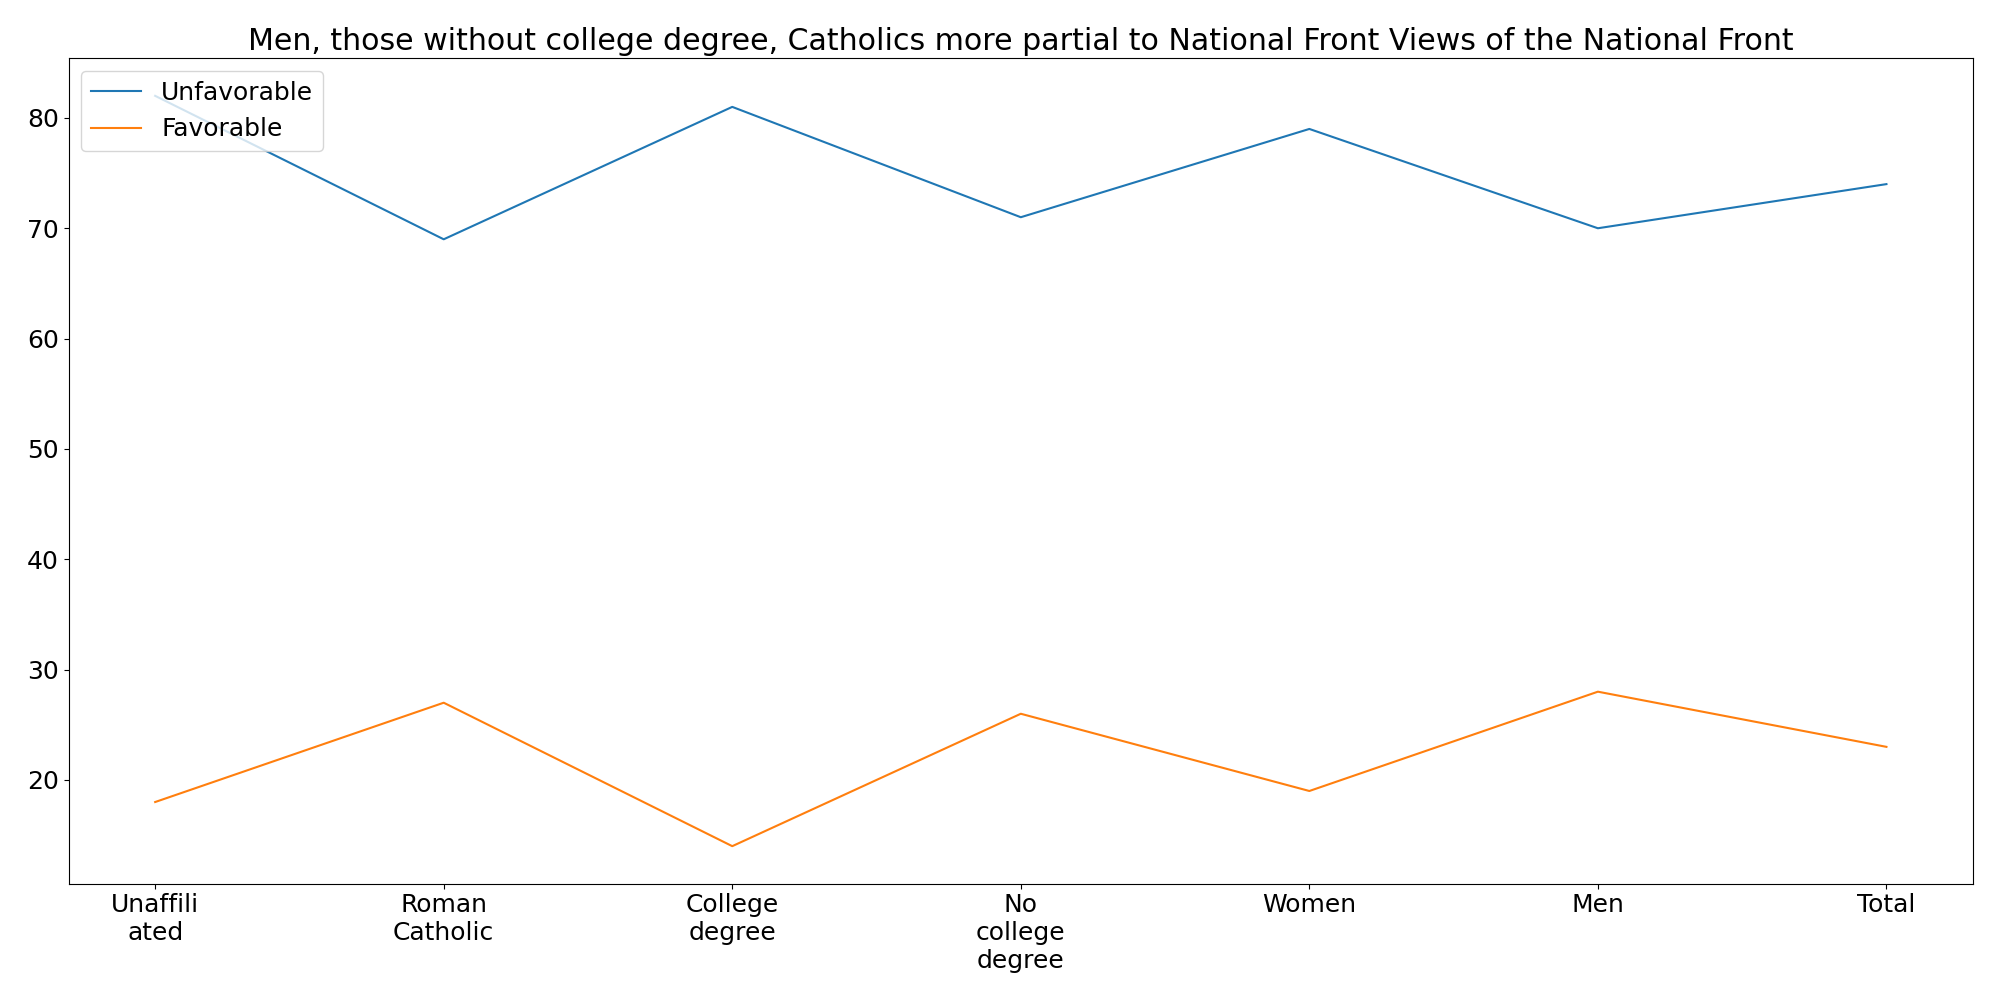 Men, those without college degree, Catholics more partial to National Front Views of the National Front
Unfavorable
Favorable
80
70
60
50
40
30
20
Unaffili
ated
Roman
Catholic
College
degree
No
college
degree
Women
Men
Total